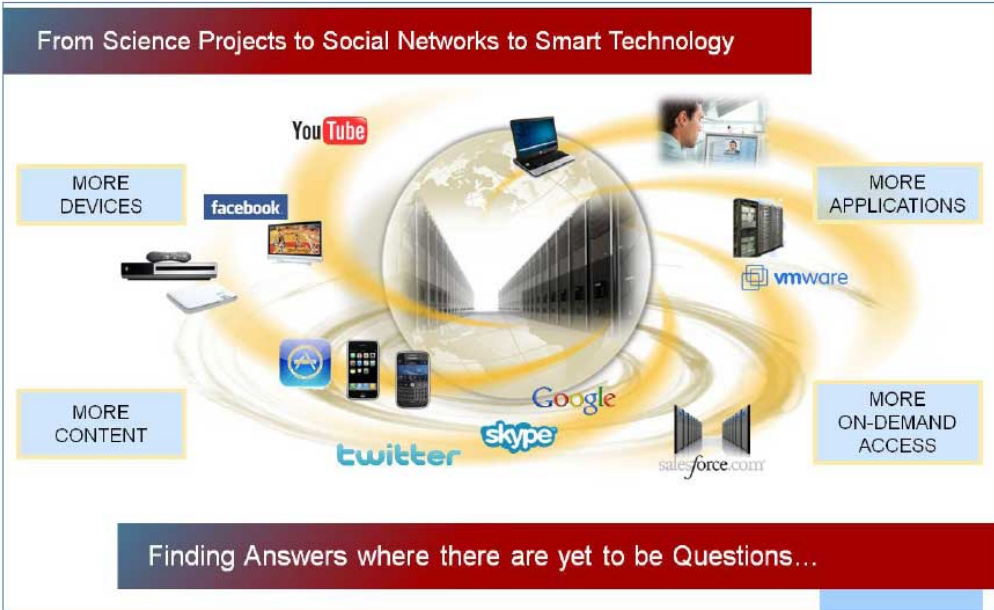 From Science Projects to Social Networks to Smart Technology
YouTube
MORE
DEVICES
facebook
MORE
APPLICATIONS
vmware
MORE
CONTENT
twitter
skype
Google
salesforce.com
MORE
ON-DEMAND
ACCESS
Finding Answers where there are yet to be Questions...